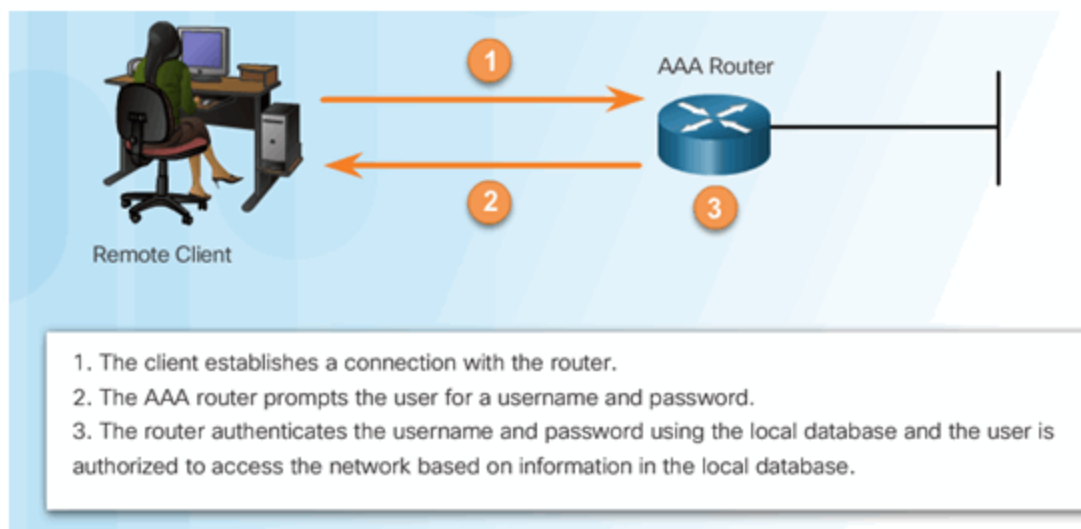 1
AAA Router
2
3
Remote Client
1. The client establishes a connection with the router.
2. The AAA router prompts the user for a username and password.
3. The router authenticates the username and password using the local database and the user is
authorized to access the network based on information in the local database.